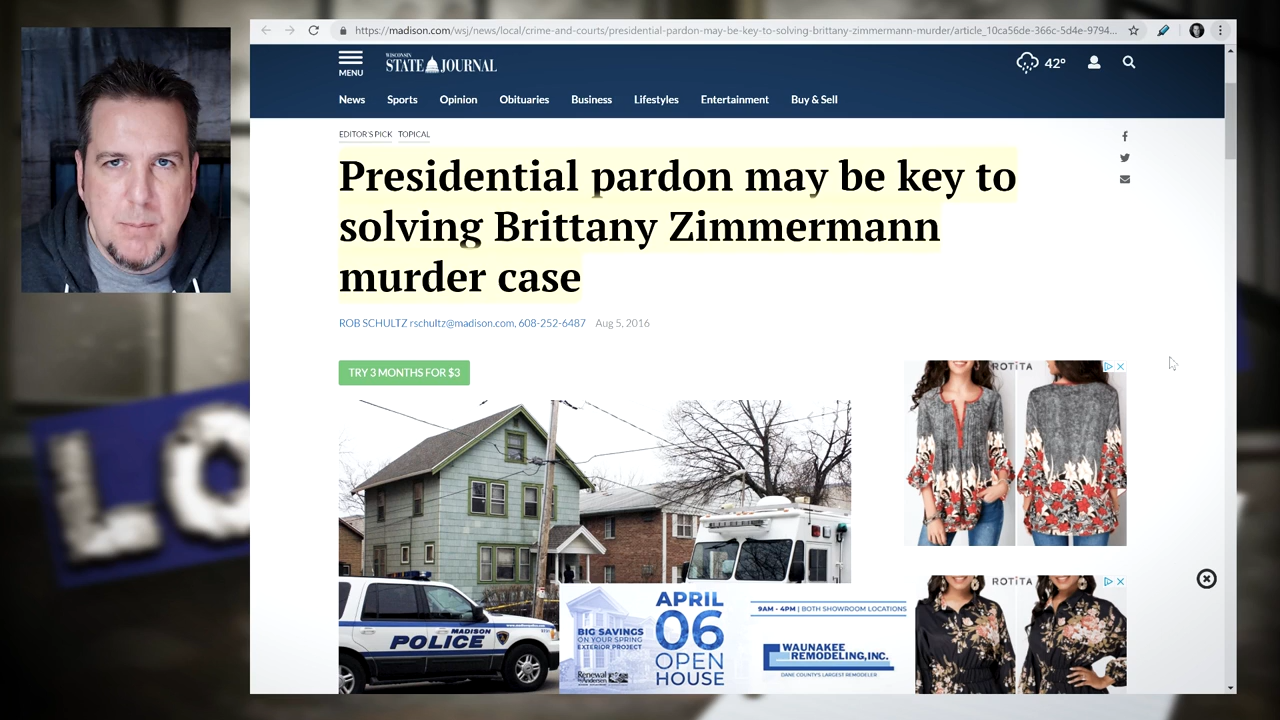 https://madison.com/wsj/news/local/crime-and-courts/presidential-pardon-may-be-key-to-solving-brittany-zimmermann-murder/article_10ca56de-366c-5d4e-9794...
MENU
WISCONSIN
STATE JOURNAL
42°
News Sports Opinion Obituaries Business Lifestyles Entertainment Buy & Sell
EDITOR'S PICK TOPICAL
Presidential pardon may be key to
solving Brittany Zimmermann
murder case
ROB SCHULTZ rschultz@madison.com, 608-252-6487 Aug 5, 2016
TRY 3 MONTHS FOR $3
ROTITA
MADISON
POLICE
BIG SAVINGS
ON YOUR SPRING
EXTERIOR PROJECT
Renewal
by Andersen
APRIL
06
OPEN
HOUSE
9AM - 4PM | BOTH SHOWROOM LOCATIONS
WAUNAKEE
REMODELING, INC.
DANE COUNTY'S LARGEST REMODELER
ROTITA
LO